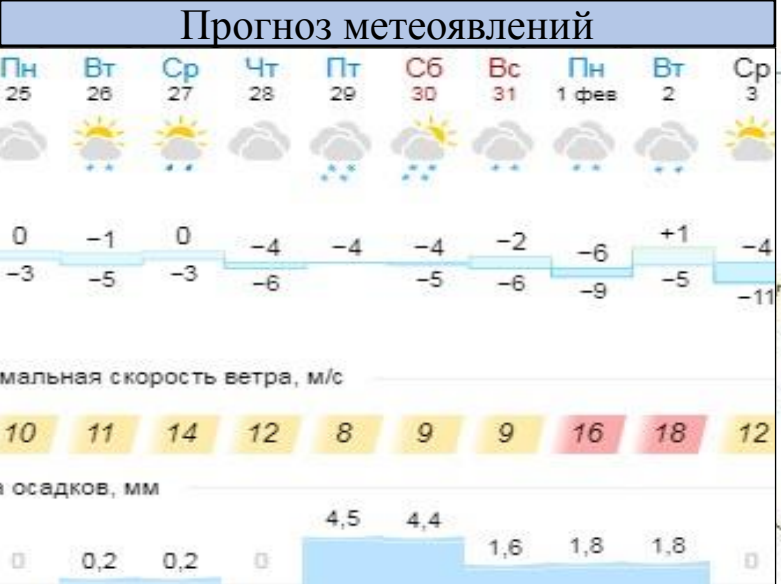 Прогноз метеоявлений
Пн Вт Ср Чт Пт Сб Вс Пн Вт Ср
25 26 27 28 29 30 31 1 фев 2 3
0 −1 0 −4 −4 −4 −2 −6 +1 −4
−3 −5 −3 −6 −5 −6 −9 −5 −11
мальная скорость ветра, м/с
10 11 14 12 8 9 9 16 18 12
а осадков, мм
0 0,2 0,2 0 4,5 4,4 1,6 1,8 1,8 0